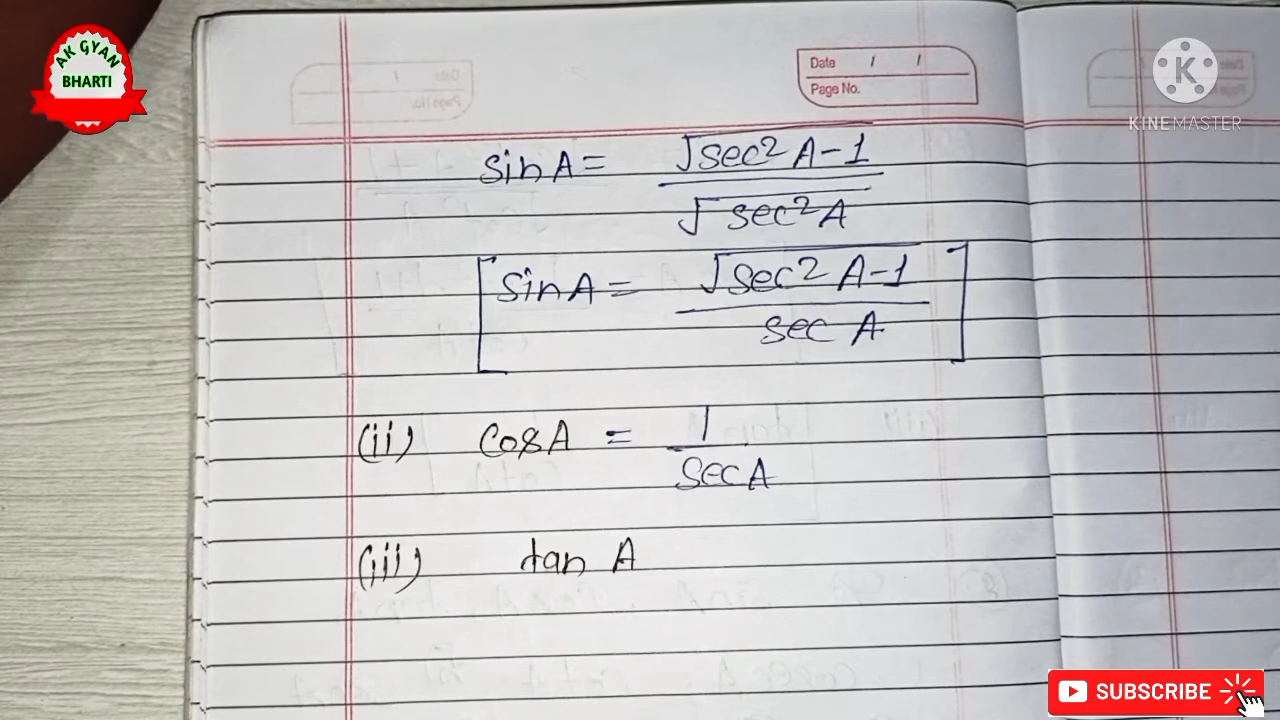 AK GYAN
BHARTI
Date / /
Page No.
K
KINEMASTER
sin A = √sec² A - 1 / √sec² A
sin A = √sec² A - 1 / sec A
(ii) cos A = 1 / sec A
(iii) tan A
SUBSCRIBE